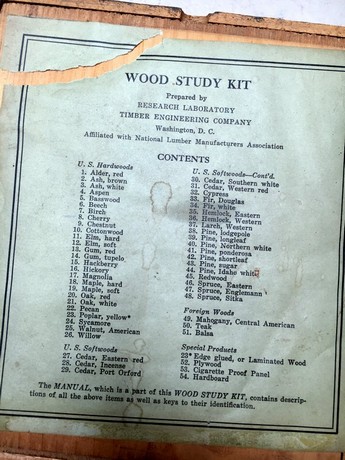 WOOD STUDY KIT
Prepared by
RESEARCH LABORATORY
TIMBER ENGINEERING COMPANY
Washington, D. C.
Affiliated with National Lumber Manufacturers Association
CONTENTS
U. S. Hardwoods
1. Alder, red
2. Ash, brown
3. Ash, white
4. Aspen
5. Basswood
6. Beech
7. Birch
8. Cherry
9. Chestnut
10. Cottonwood
11. Elm, hard
12. Elm, soft
13. Gum, red
14. Gum, tupelo
15. Hackberry
16. Hickory
17. Magnolia
18. Maple, hard
19. Maple, soft
20. Oak, red
21. Oak, white
22. Pecan
23. Poplar, yellow*
24. Sycamore
25. Walnut, American
26. Willow
U. S. Softwoods
27. Cedar, Eastern red
28. Cedar, Incense
29. Cedar, Port Orford
U. S. Softwoods—Cont'd.
30. Cedar, Southern white
31. Cedar, Western red
32. Cypress
33. Fir, Douglas
34. Fir, white
35. Hemlock, Eastern
36. Hemlock, Western
37. Larch, Western
38. Pine, lodgepole
39. Pine, longleaf
40. Pine, Northern white
41. Pine, ponderosa
42. Pine, shortleaf
43. Pine, sugar
44. Pine, Idaho white
45. Redwood
46. Spruce, Eastern
47. Spruce, Englemann
48. Spruce, Sitka
Foreign Woods
49. Mahogany, Central American
50. Teak
51. Balsa
Special Products
23* Edge glued, or Laminated Wood
52. Plywood
53. Cigarette Proof Panel
54. Hardboard
The MANUAL, which is a part of this WOOD STUDY KIT, contains descrip-
tions of all the above items as well as keys to their identification.